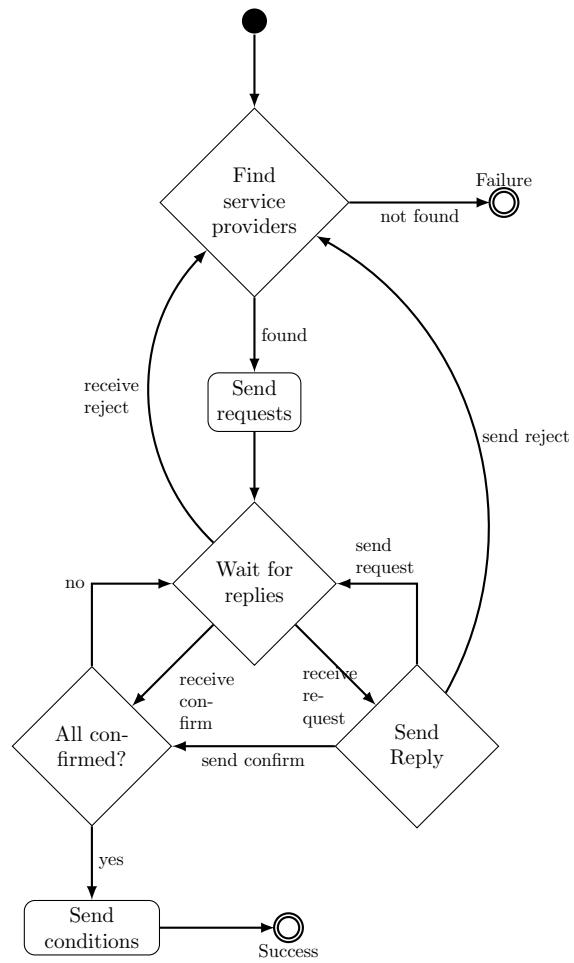 Failure
Find
service
providers
not found
found
receive
reject
Send
requests
send reject
send
request
Wait for
replies
no
receive
con-
firm
receive
re-
quest
All con-
firmed?
Send
Reply
send confirm
yes
Send
conditions
Success